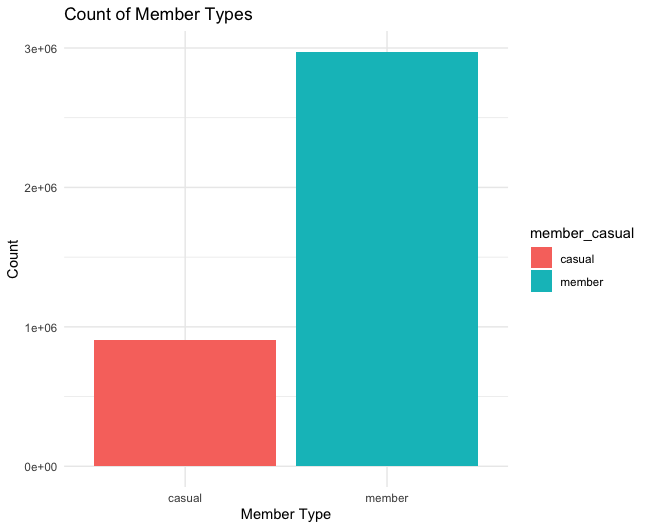 Count of Member Types
3e+06
2e+06
1e+06
0e+00
Count
casual
member
Member Type
member_casual
casual
member